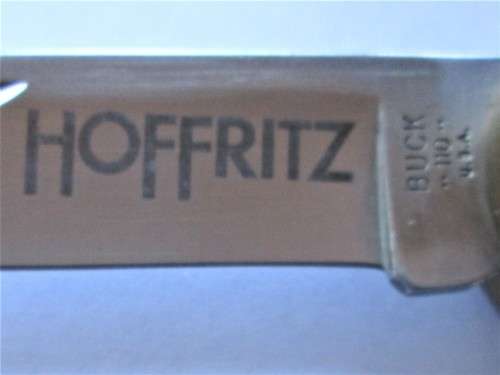 HOFFRITZ
BUCK
·· 110 ··
U.S.A.